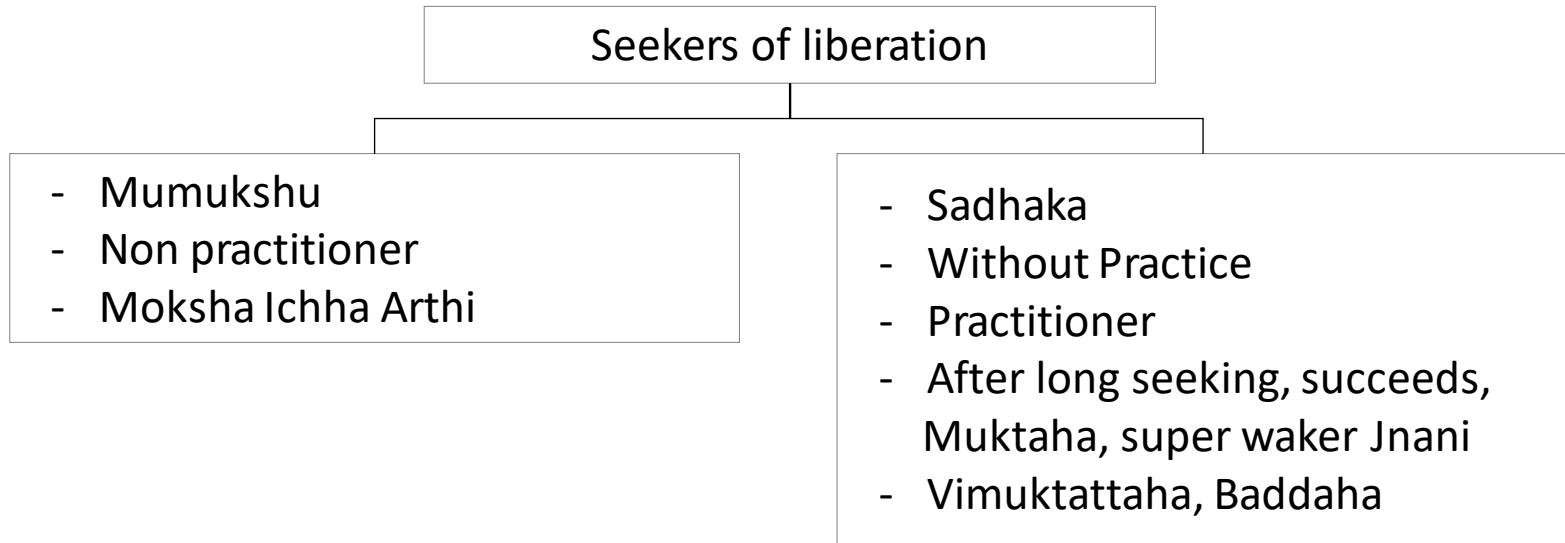 Seekers of liberation
- Mumukshu
- Non practitioner
- Moksha Ichha Arthi
- Sadhaka
- Without Practice
- Practitioner
- After long seeking, succeeds,
Muktaha, super waker Jnani
- Vimuktattaha, Baddaha